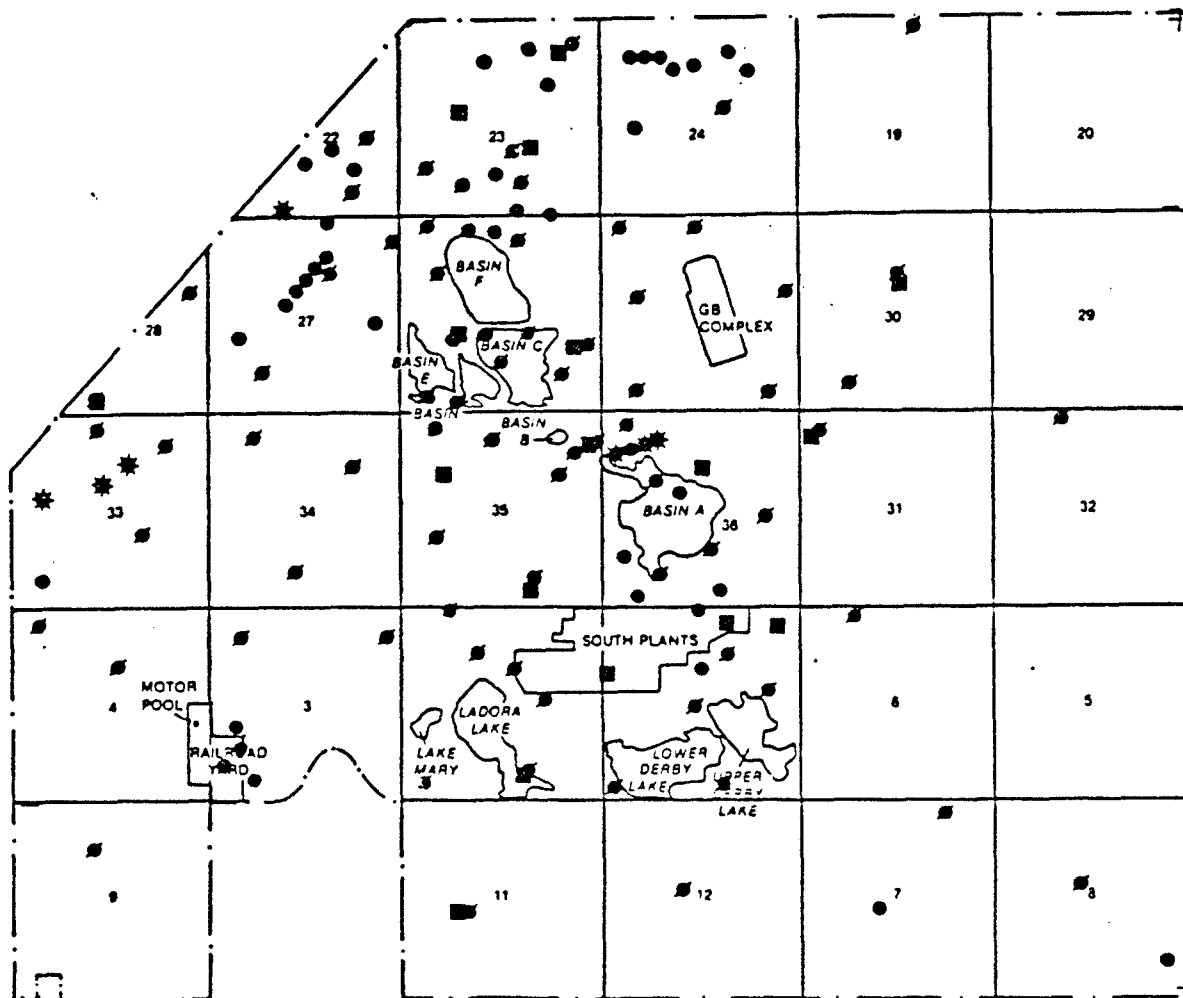 22
23
24
19
20
BASIN
F
GB
COMPLEX
28
27
30
29
BASIN C
BASIN
E
BASIN
BASIN
B
33
34
35
BASIN A
36
31
32
SOUTH PLANTS
MOTOR
POOL
4
3
LADORA
LAKE
6
5
RAILROAD
YARD
LAKE
MARY
LOWER
DERBY
LAKE
UPPER
DERBY
LAKE
9
11
12
7
8